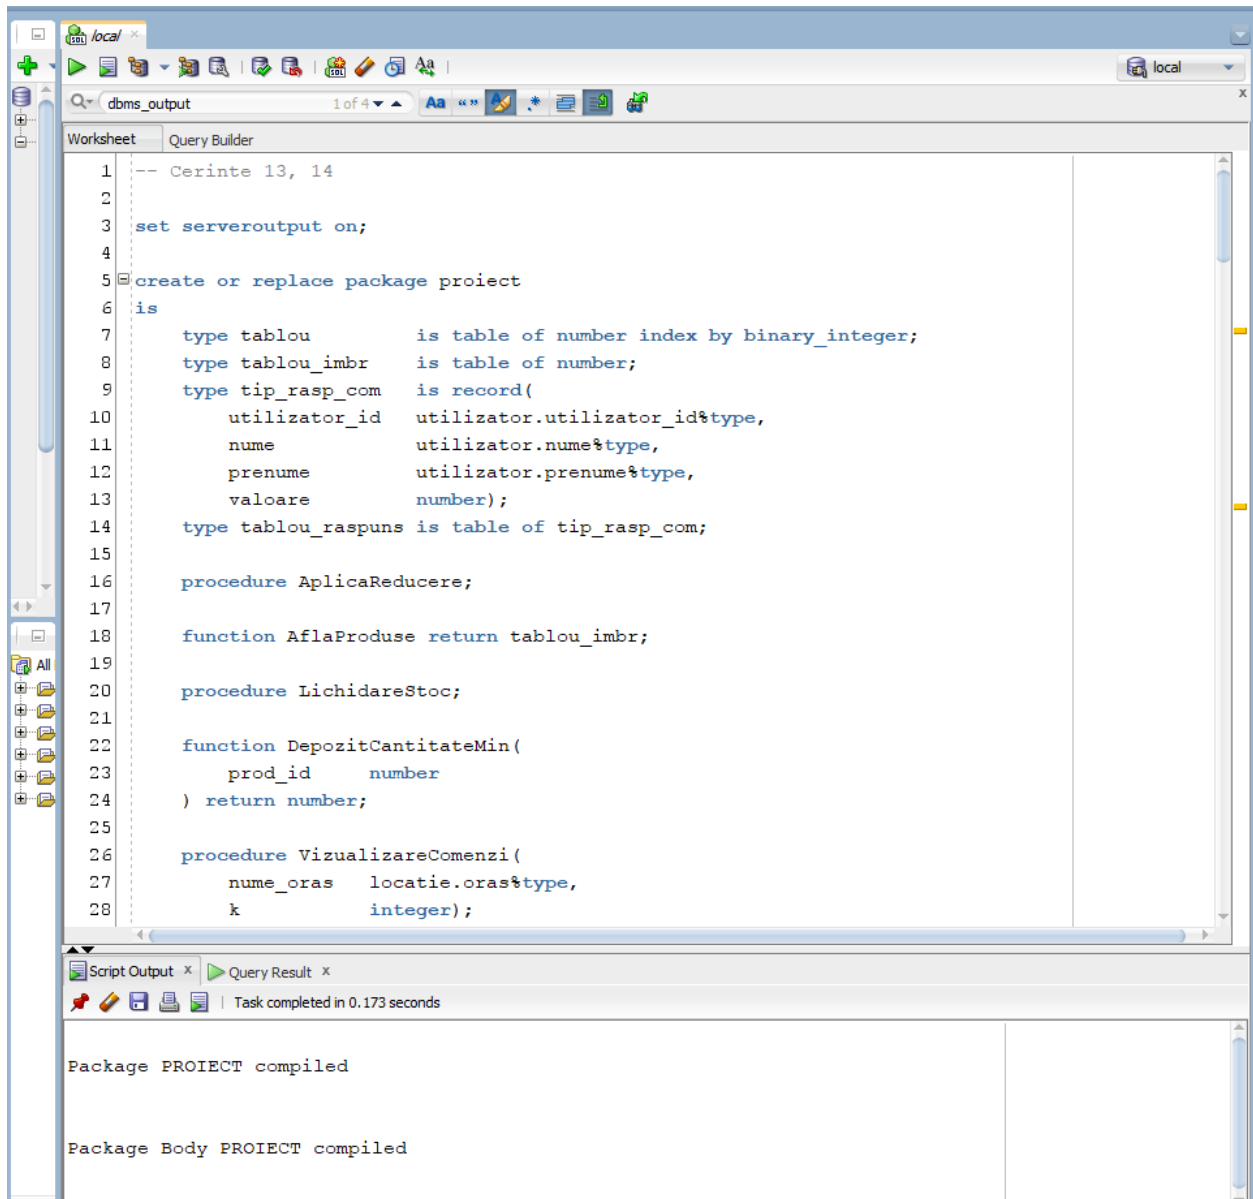 local
local
dbms_output 1 of 4 Aa “ ” .*
Worksheet Query Builder
1 -- Cerinte 13, 14
2
3 set serveroutput on;
4
5 create or replace package proiect
6 is
7 type tablou is table of number index by binary_integer;
8 type tablou_imbr is table of number;
9 type tip_rasp_com is record(
10 utilizator_id utilizator.utilizator_id%type,
11 nume utilizator.nume%type,
12 prenume utilizator.prenume%type,
13 valoare number);
14 type tablou_raspuns is table of tip_rasp_com;
15
16 procedure AplicaReducere;
17
18 function AflaProduse return tablou_imbr;
19
20 procedure LichidareStoc;
21
22 function DepozitCantitateMin(
23 prod_id number
24 ) return number;
25
26 procedure VizualizareComenzi(
27 nume_oras locatie.oras%type,
28 k integer);
All
Script Output x Query Result x
Task completed in 0.173 seconds
Package PROIECT compiled
Package Body PROIECT compiled